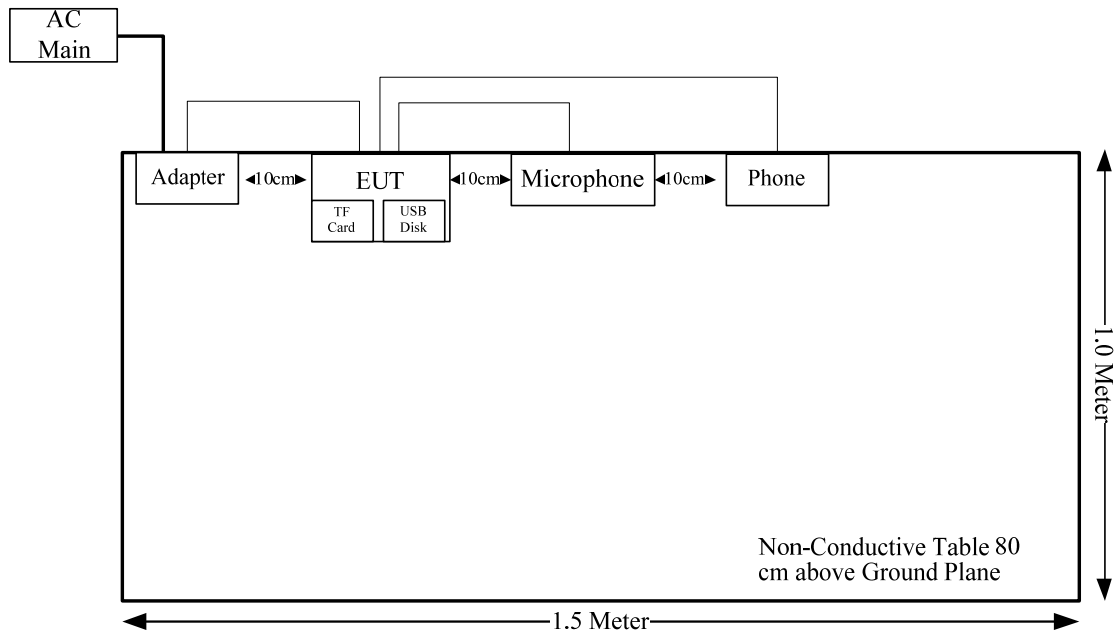 AC
Main
Adapter
10cm
EUT
10cm
Microphone
10cm
Phone
TF
Card
USB
Disk
1.0 Meter
Non-Conductive Table 80
cm above Ground Plane
1.5 Meter